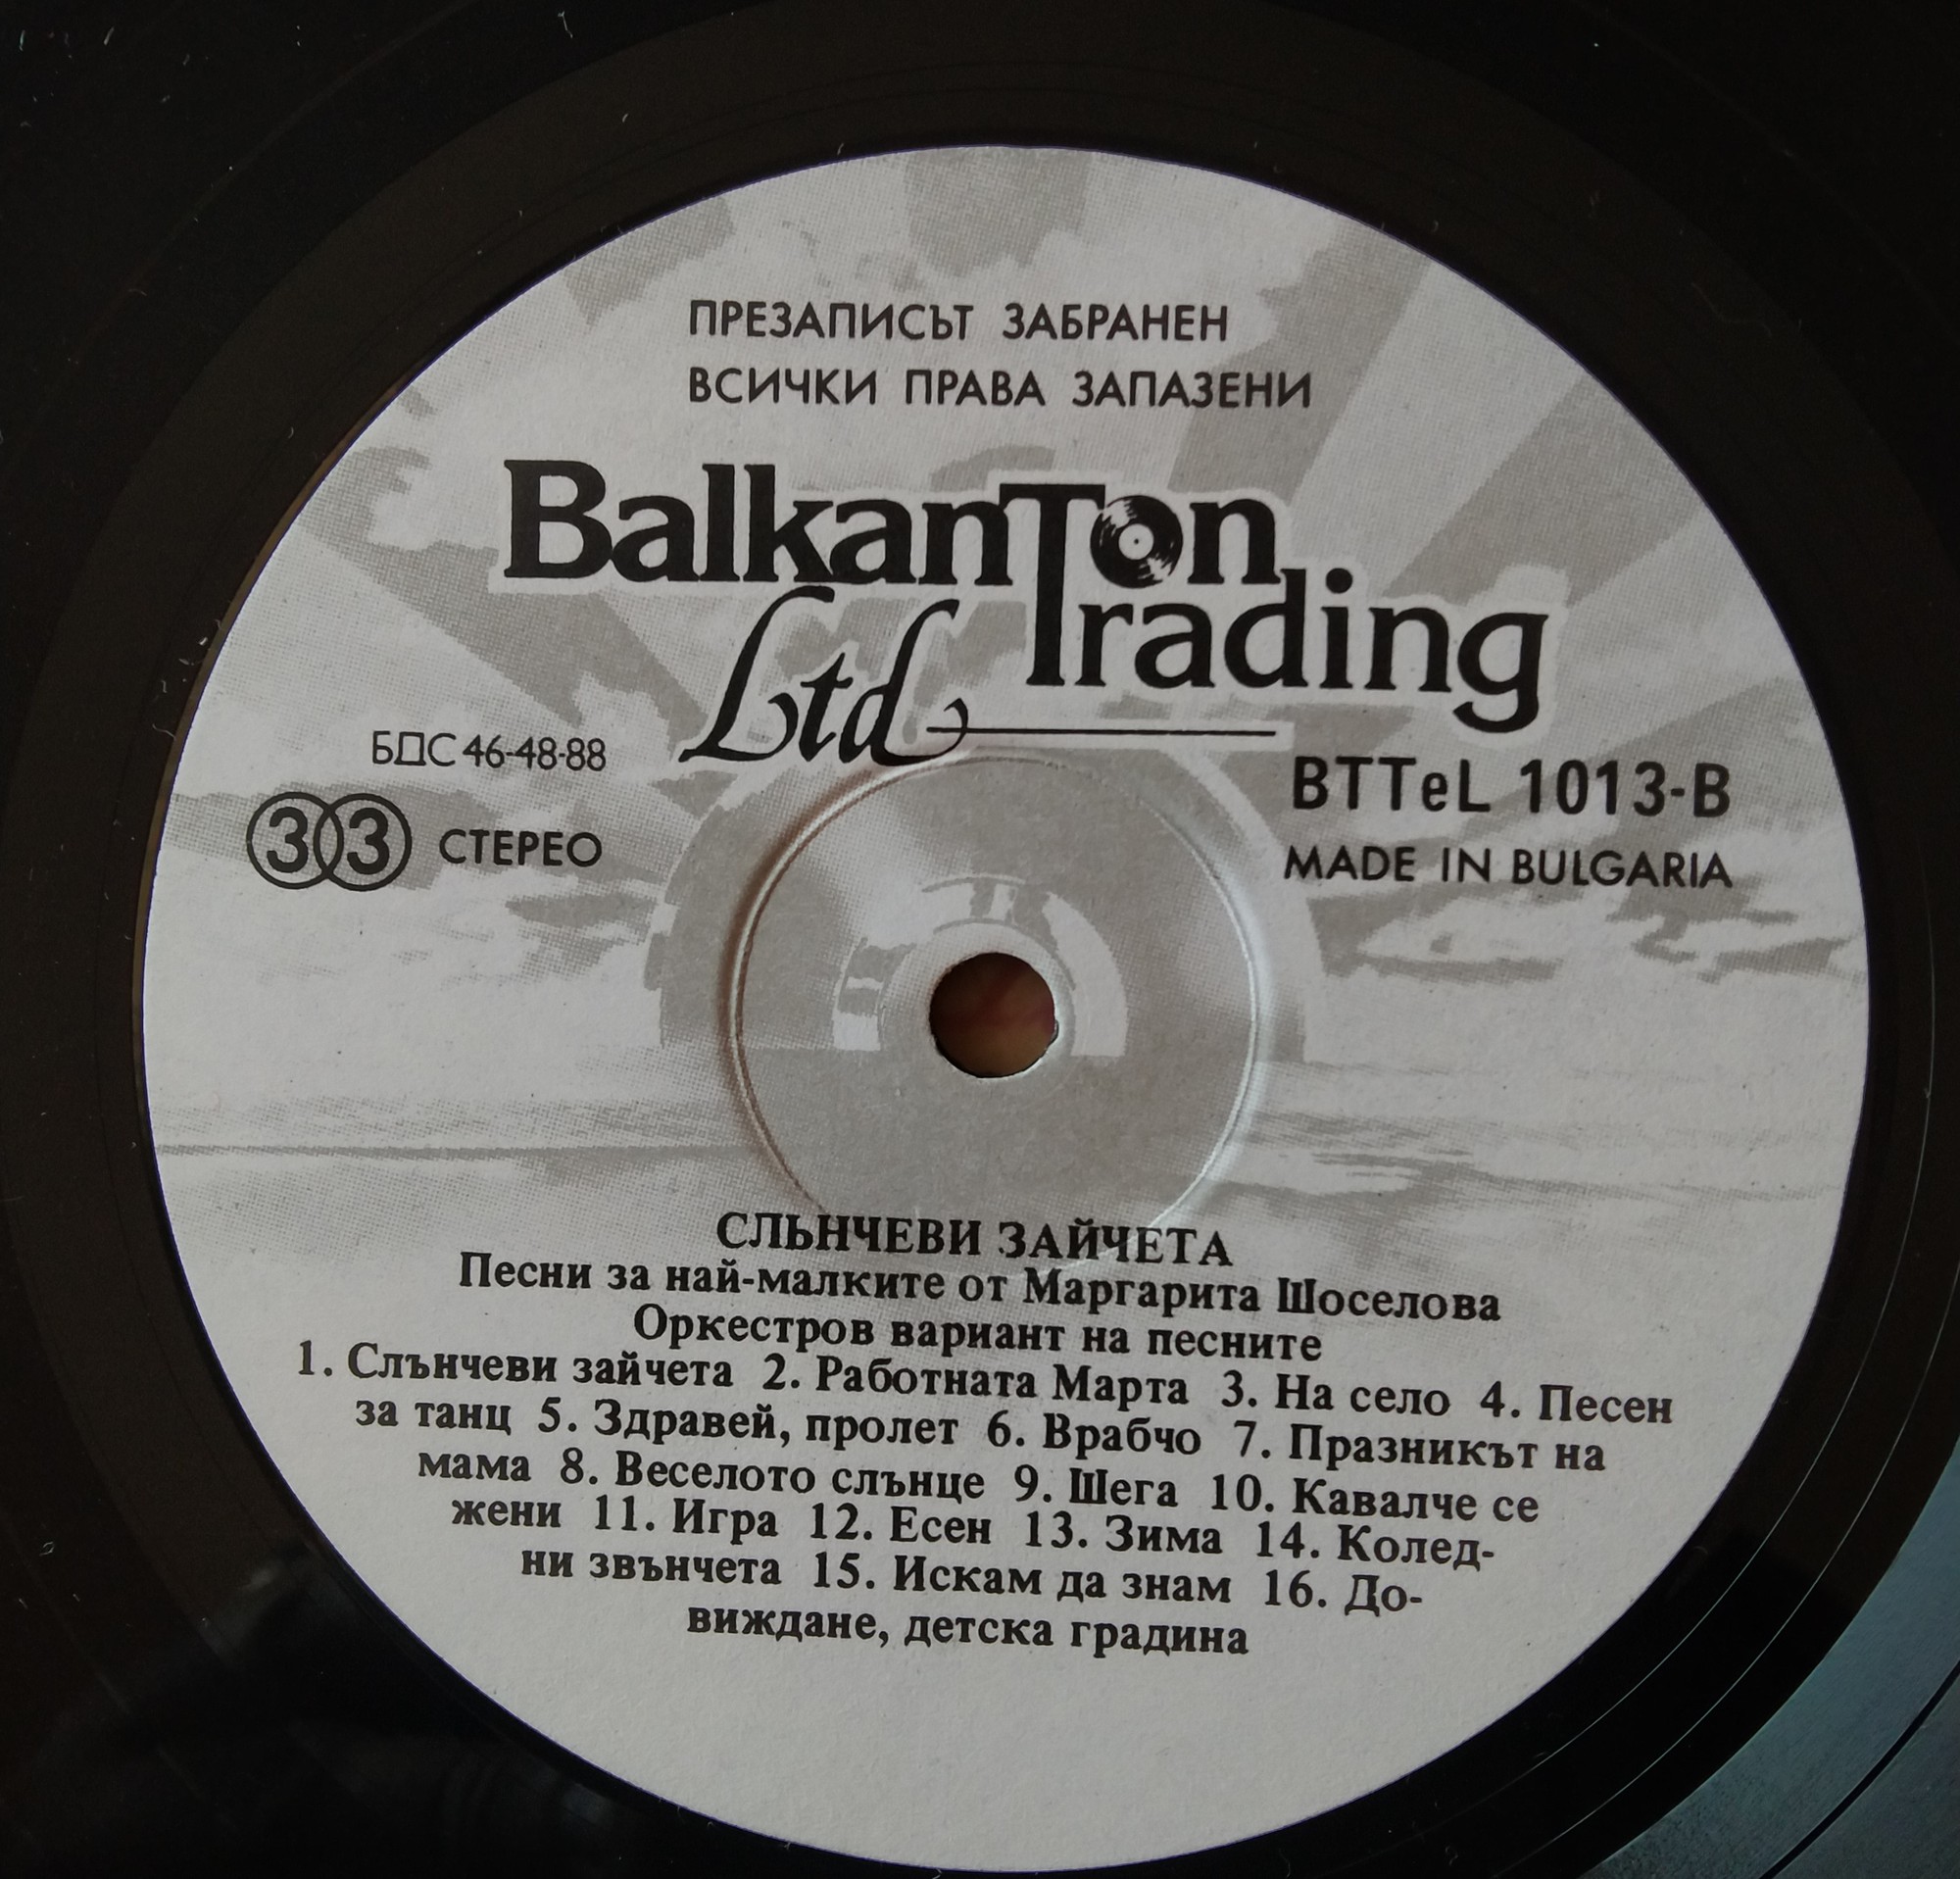 ПРЕЗАПИСЪТ ЗАБРАНЕН
ВСИЧКИ ПРАВА ЗАПАЗЕНИ
BalkanTon
Trading
Ltd
БДС 46-48-88
33 СТЕРЕО
BTTeL 1013-B
MADE IN BULGARIA
СЛЪНЧЕВИ ЗАЙЧЕТА
Песни за най-малките от Маргарита Шоселова
Оркестров вариант на песните
1. Слънчеви зайчета 2. Работната Марта 3. На село 4. Песен
за танц 5. Здравей, пролет 6. Врабчо 7. Празникът на
мама 8. Веселото слънце 9. Шега 10. Кавалче се
жени 11. Игра 12. Есен 13. Зима 14. Колед-
ни звънчета 15. Искам да знам 16. До-
виждане, детска градина